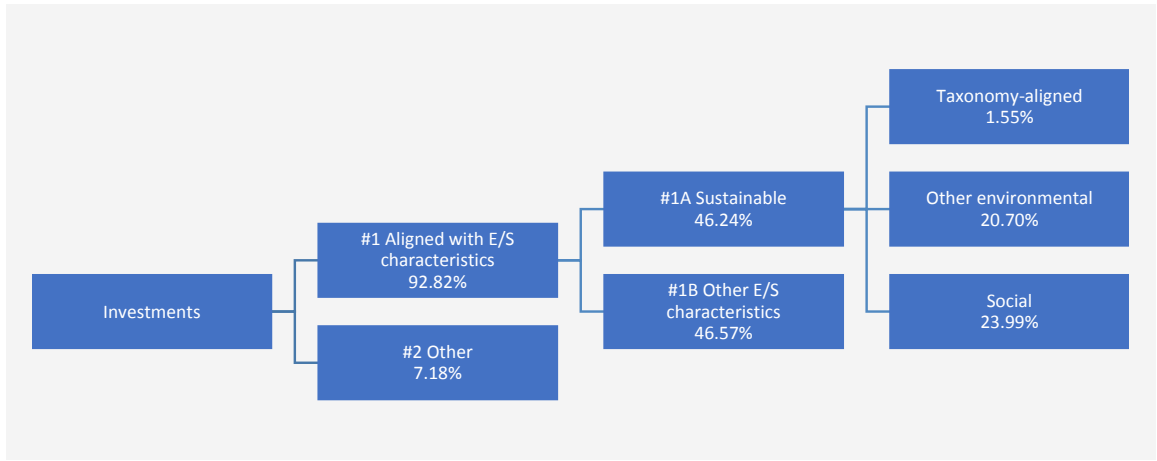 Investments
#1 Aligned with E/S
characteristics
92.82%
#2 Other
7.18%
#1A Sustainable
46.24%
#1B Other E/S
characteristics
46.57%
Taxonomy-aligned
1.55%
Other environmental
20.70%
Social
23.99%